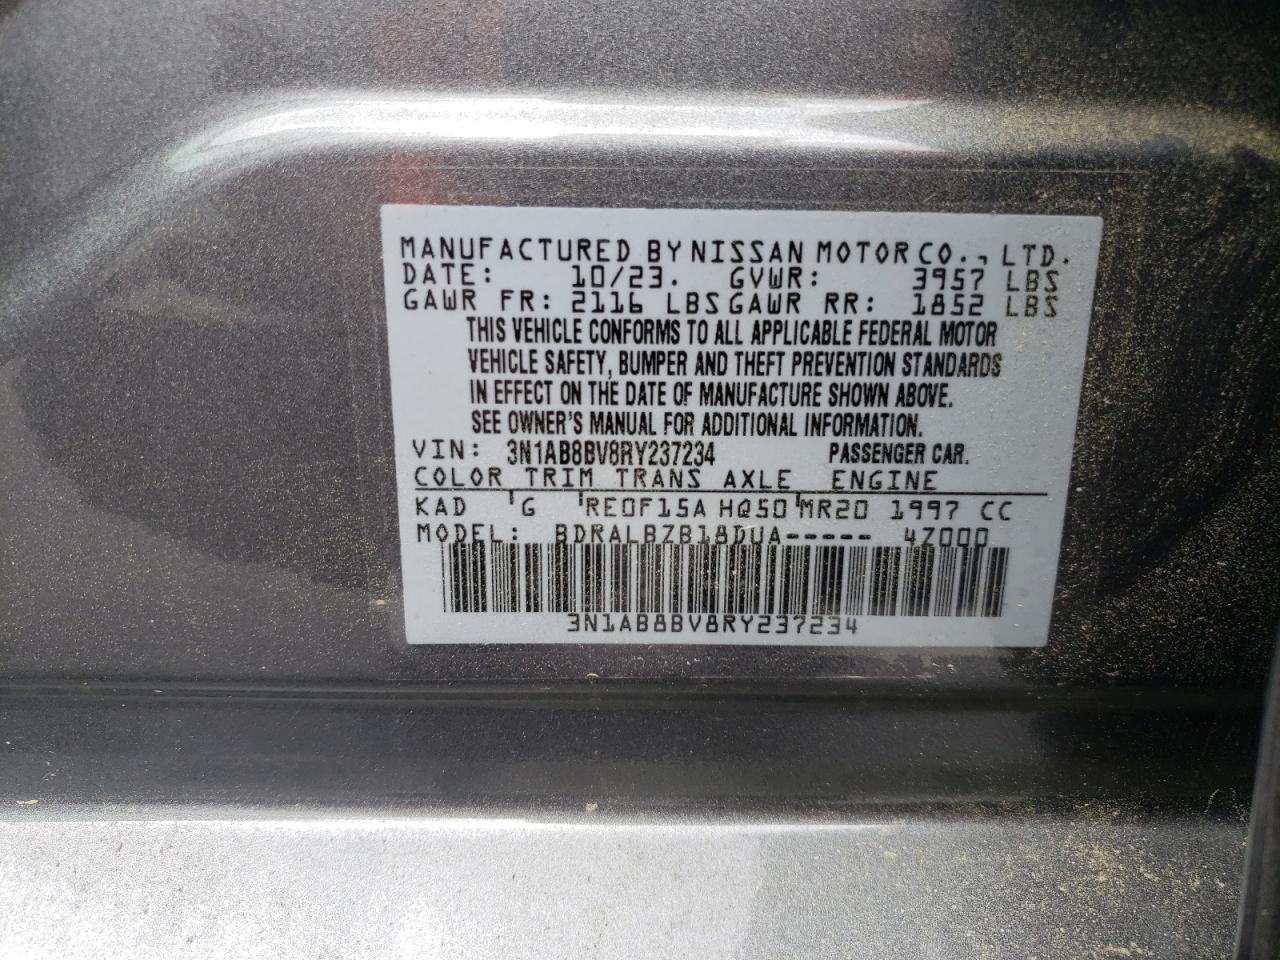 MANUFACTURED BY NISSAN MOTOR CO., LTD.
DATE: 10/23. GVWR: 3957 LBS
GAWR FR: 2116 LBS GAWR RR: 1852 LBS
THIS VEHICLE CONFORMS TO ALL APPLICABLE FEDERAL MOTOR
VEHICLE SAFETY, BUMPER AND THEFT PREVENTION STANDARDS
IN EFFECT ON THE DATE OF MANUFACTURE SHOWN ABOVE.
SEE OWNER'S MANUAL FOR ADDITIONAL INFORMATION.
VIN: 3N1AB8BV8RY237234 PASSENGER CAR.
COLOR TRIM TRANS AXLE ENGINE
KAD G RE0F15A HQ50 MR20 1997 CC
MODEL: BDRALBZB18DUA----- 47000
3N1AB8BV8RY237234